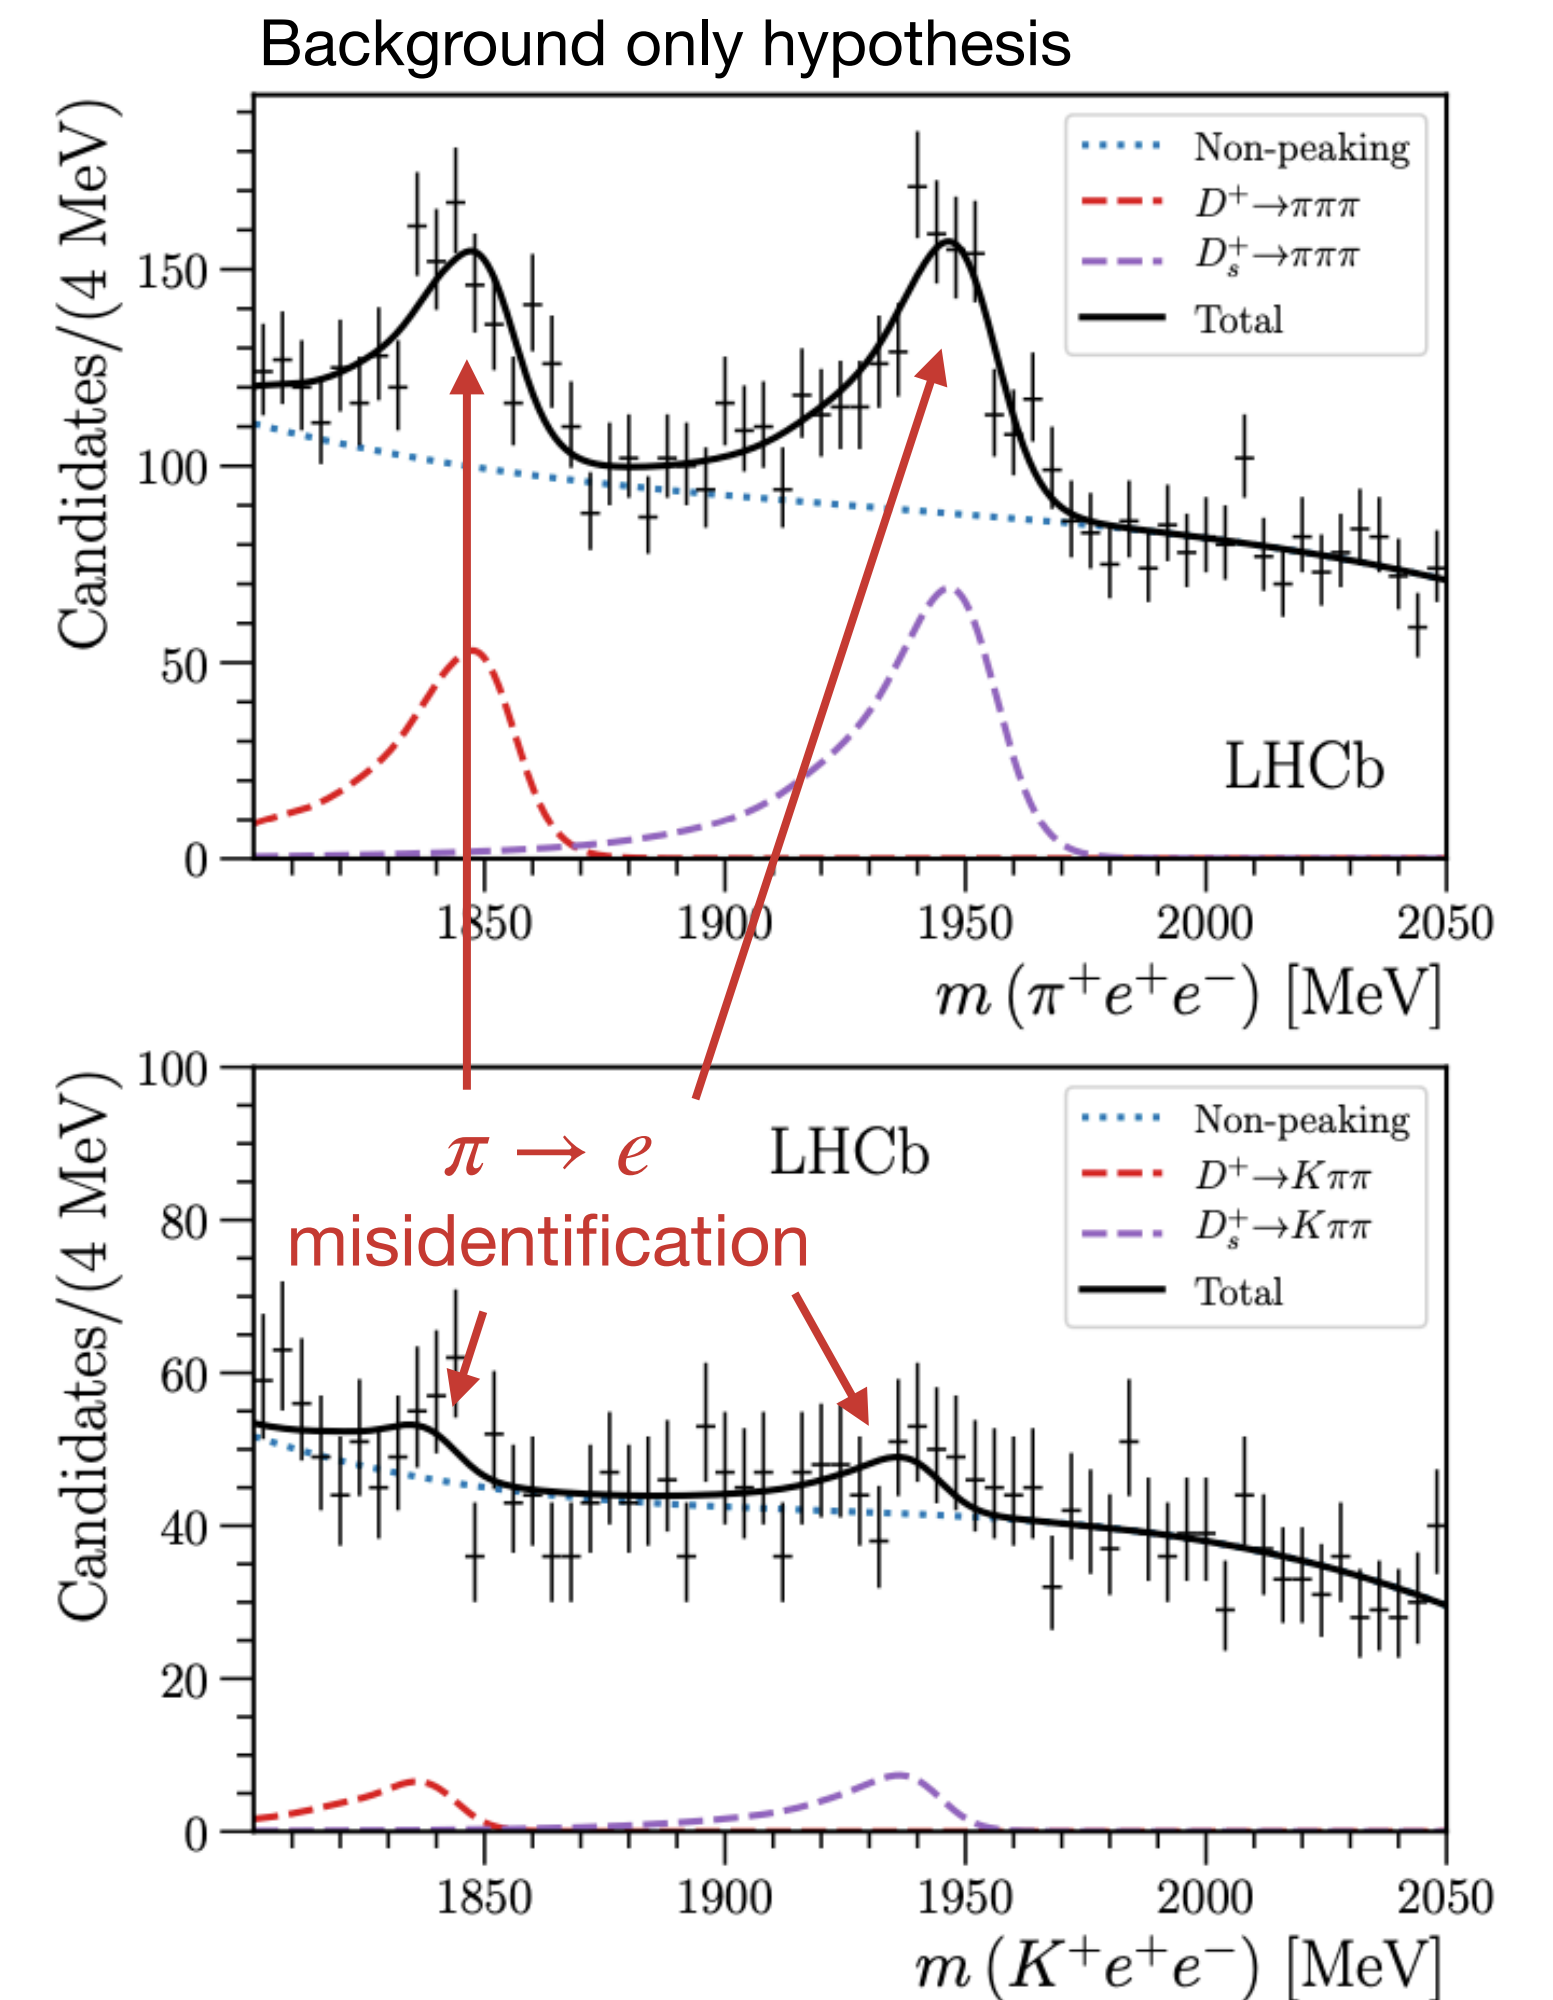 Background only hypothesis
Candidates/(4 MeV)
150
100
50
0
Non-peaking
D⁺→πππ
Dₛ⁺→πππ
Total
LHCb
1850 1900 1950 2000 2050
m (π⁺e⁺e⁻) [MeV]
Candidates/(4 MeV)
100
80
60
40
20
0
π → e
misidentification
LHCb
Non-peaking
D⁺→Kππ
Dₛ⁺→Kππ
Total
1850 1900 1950 2000 2050
m (K⁺e⁺e⁻) [MeV]